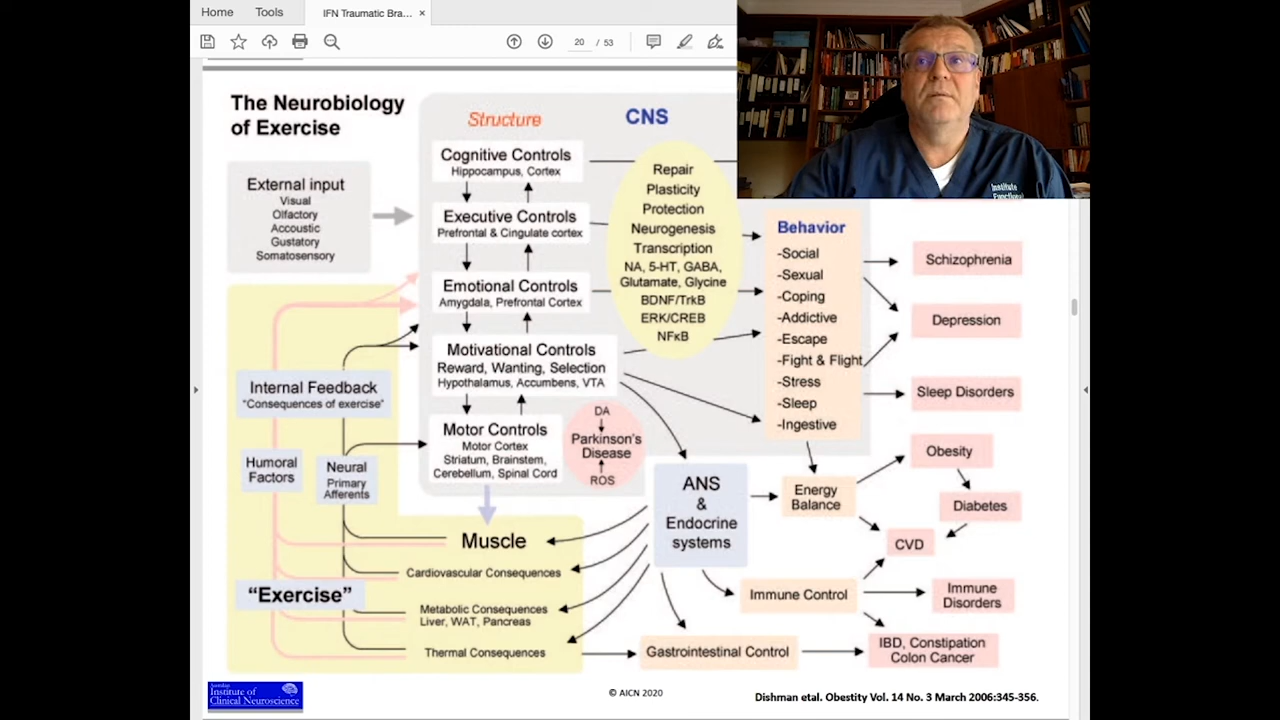 Home
Tools
IFN Traumatic Bra... ×
20 / 53
The Neurobiology
of Exercise
Structure
CNS
External input
Visual
Olfactory
Accoustic
Gustatory
Somatosensory
Cognitive Controls
Hippocampus, Cortex
Executive Controls
Prefrontal & Cingulate cortex
Emotional Controls
Amygdala, Prefrontal Cortex
Motivational Controls
Reward, Wanting, Selection
Hypothalamus, Accumbens, VTA
Motor Controls
Motor Cortex
Striatum, Brainstem,
Cerebellum, Spinal Cord
Repair
Plasticity
Protection
Neurogenesis
Transcription
NA, 5-HT, GABA,
Glutamate, Glycine
BDNF/TrkB
ERK/CREB
NFκB
DA
Parkinson's
Disease
ROS
Behavior
-Social
-Sexual
-Coping
-Addictive
-Escape
-Fight & Flight
-Stress
-Sleep
-Ingestive
Schizophrenia
Depression
Sleep Disorders
Obesity
Diabetes
CVD
Immune
Disorders
IBD, Constipation
Colon Cancer
Internal Feedback
"Consequences of exercise"
Humoral
Factors
Neural
Primary
Afferents
"Exercise"
Muscle
Cardiovascular Consequences
Metabolic Consequences
Liver, WAT, Pancreas
Thermal Consequences
ANS
&
Endocrine
systems
Energy
Balance
Immune Control
Gastrointestinal Control
Institute of
Clinical Neuroscience
© AICN 2020
Dishman etal. Obestity Vol. 14 No. 3 March 2006:345-356.
Institute